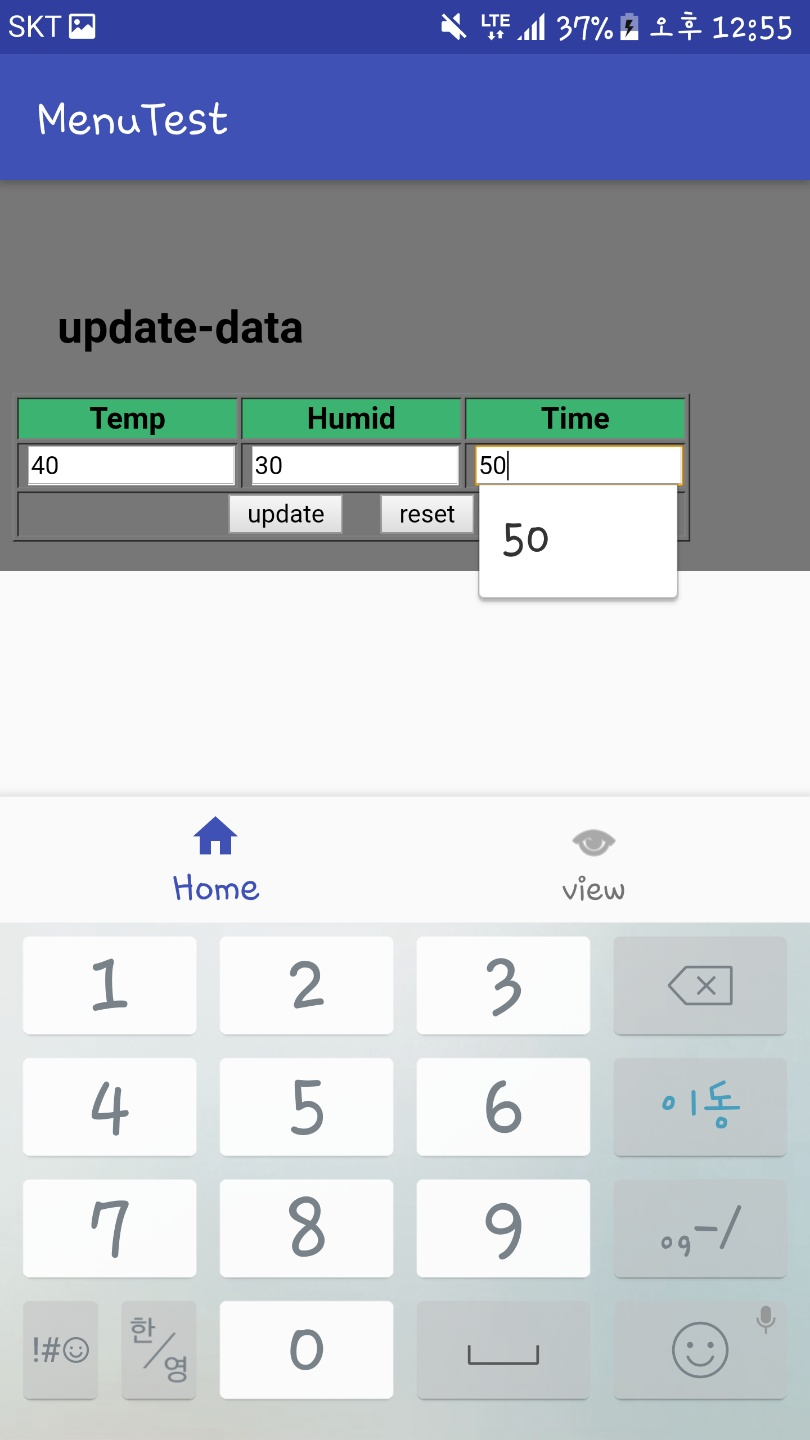 SKT LTE 37% 오후 12:55
MenuTest
update-data
Temp Humid Time
40 30 50
update reset
50
Home view
1 2 3
4 5 6 이동
7 8 9 .,-/
!#☺ 한/영 0